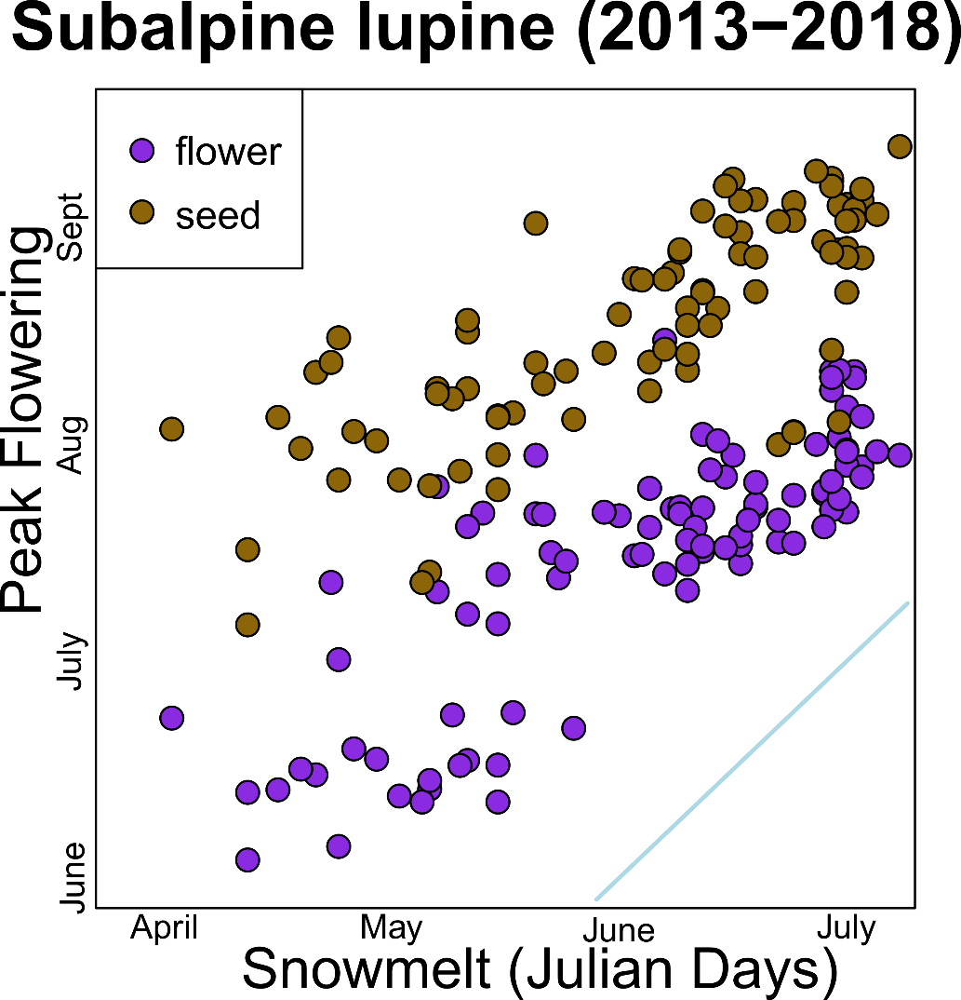 Subalpine lupine (2013−2018)
flower
seed
Peak Flowering
Sept
Aug
July
June
April May June July
Snowmelt (Julian Days)